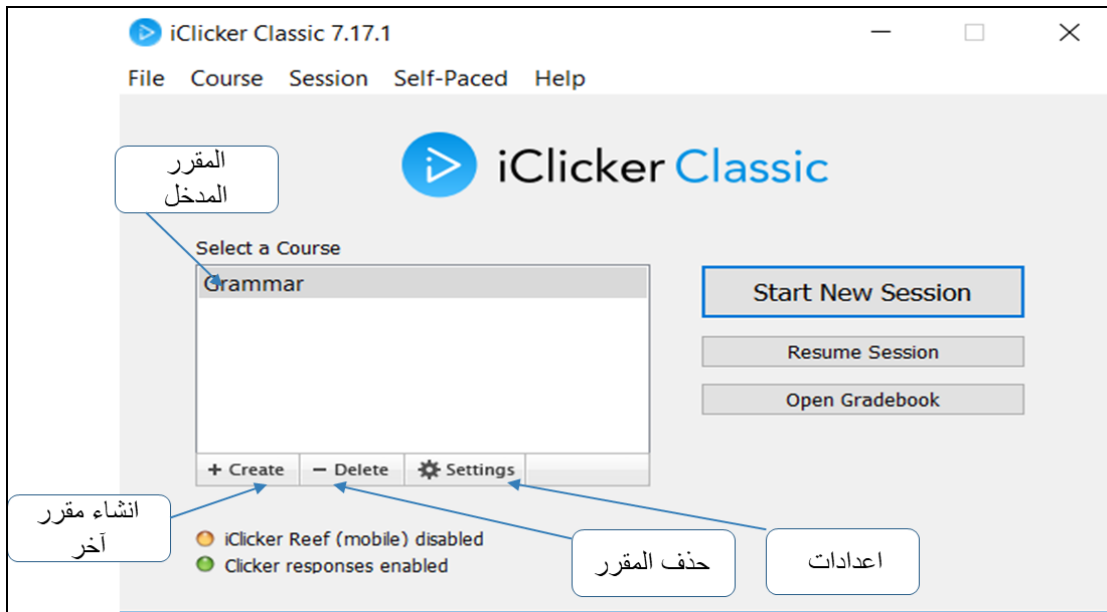 iClicker Classic 7.17.1
File Course Session Self-Paced Help
iClicker Classic
المقرر
المدخل
Select a Course
Grammar
Start New Session
Resume Session
Open Gradebook
+ Create
− Delete
Settings
انشاء مقرر
آخر
iClicker Reef (mobile) disabled
Clicker responses enabled
حذف المقرر
اعدادات